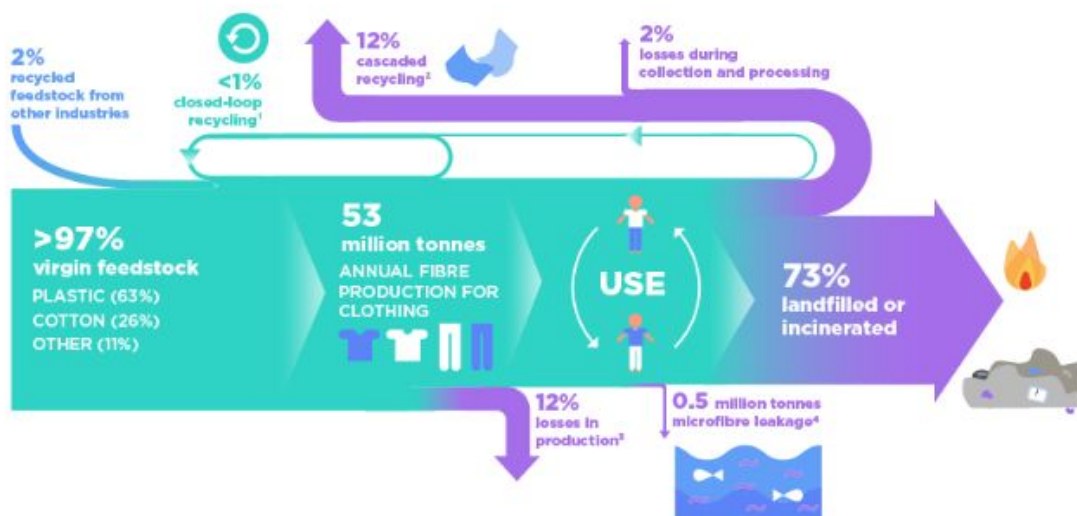 2%
recycled
feedstock from
other industries
<1%
closed-loop
recycling¹
12%
cascaded
recycling²
2%
losses during
collection and processing
>97%
virgin feedstock
PLASTIC (63%)
COTTON (26%)
OTHER (11%)
53
million tonnes
ANNUAL FIBRE
PRODUCTION FOR
CLOTHING
USE
73%
landfilled or
incinerated
12%
losses in
production³
0.5 million tonnes
microfibre leakage⁴